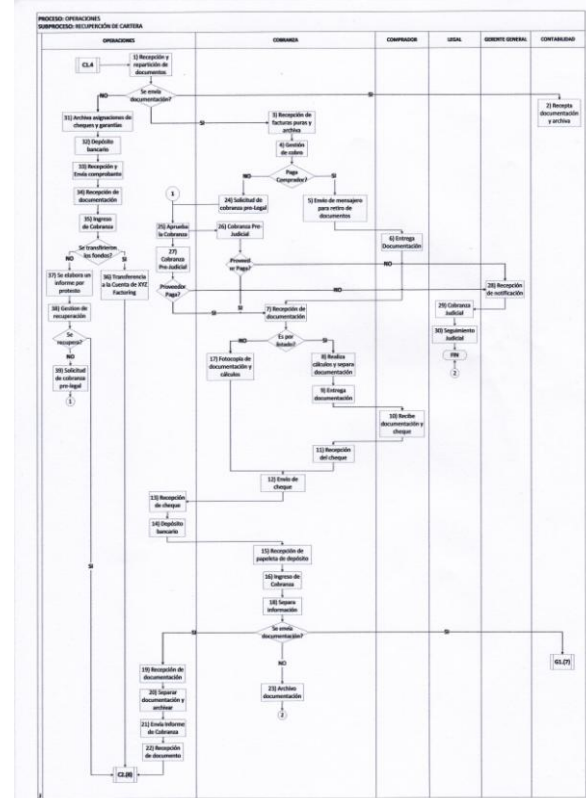 PROCESO: OPERACIONES
SUBPROCESO: RECUPERCIÓN DE CARTERA
OPERACIONES
COBRANZA
COMPRADOR
LEGAL
GERENTE GENERAL
CONTABILIDAD
C1.4
1) Recepción y
repartición de
documentos
Se envía
documentación?
NO
SI
SI
31) Archiva asignaciones de
cheques y garantías
3) Recepción de
facturas puras y
archiva
2) Recepta
documentación
y archiva
32) Depósito
bancario
4) Gestión
de cobro
33) Recepción y
Envía comprobante
Paga
Comprador?
NO
SI
34) Recepción de
documentación
1
24) Solicitud de
cobranza pre-Legal
5) Envío de mensajero
para retiro de
documentos
35) Ingreso
de Cobranza
25) Aprueba
la Cobranza
26) Cobranza Pre-
Judicial
6) Entrega
Documentación
Se transfirieron
los fondos?
NO
SI
27)
Cobranza
Pre-Judicial
Proveed
or Paga?
NO
37) Se elabora un
informe por
protesto
36) Transferencia
a la Cuenta de XYZ
Factoring
Proveedor
Paga?
NO
SI
SI
28) Recepción
de notificación
38) Gestion de
recuperación
7) Recepción de
documentación
29) Cobranza
Judicial
Se
recupera?
NO
Es por
listado?
NO
SI
30) Seguimiento
Judicial
39) Solicitud
de cobranza
pre-legal
17) Fotocopia de
documentación y
cálculos
8) Realiza
cálculos y separa
documentación
FIN
2
1
9) Entrega
documentación
10) Recibe
documentación y
cheque
11) Recepción
del cheque
12) Envío de
cheque
13) Recepción
de cheque
14) Depósito
bancario
15) Recepción de
papeleta de depósito
SI
16) Ingreso de
Cobranza
18) Separa
información
Se envía
documentación?
SI
SI
NO
19) Recepción de
documentación
G1.(7)
20) Separar
documentación y
archivar
23) Archivo
documentación
21) Envía Informe
de Cobranza
2
22) Recepción
de documento
C2.(8)